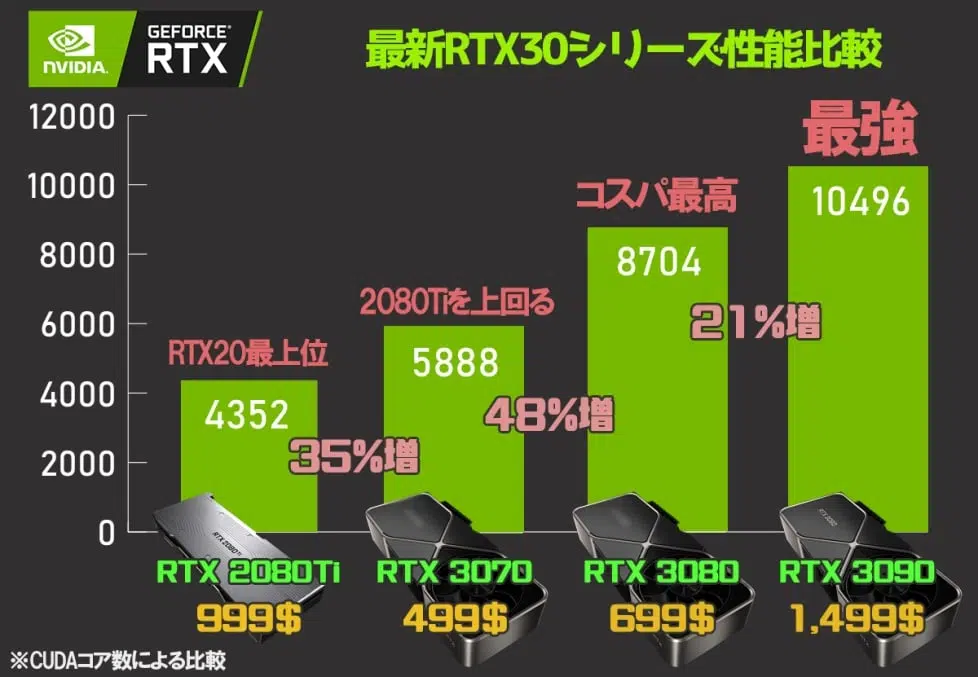 NVIDIA.
GEFORCE®
RTX
最新RTX30シリーズ性能比較
12000
10000
8000
6000
4000
2000
0
RTX20最上位
4352
35%増
2080Tiを上回る
5888
48%増
コスパ最高
8704
21%増
最強
10496
RTX 2080Ti
RTX 2080Ti
RTX 3070
RTX 3080
RTX 3090
999$
499$
699$
1,499$
※CUDAコア数による比較